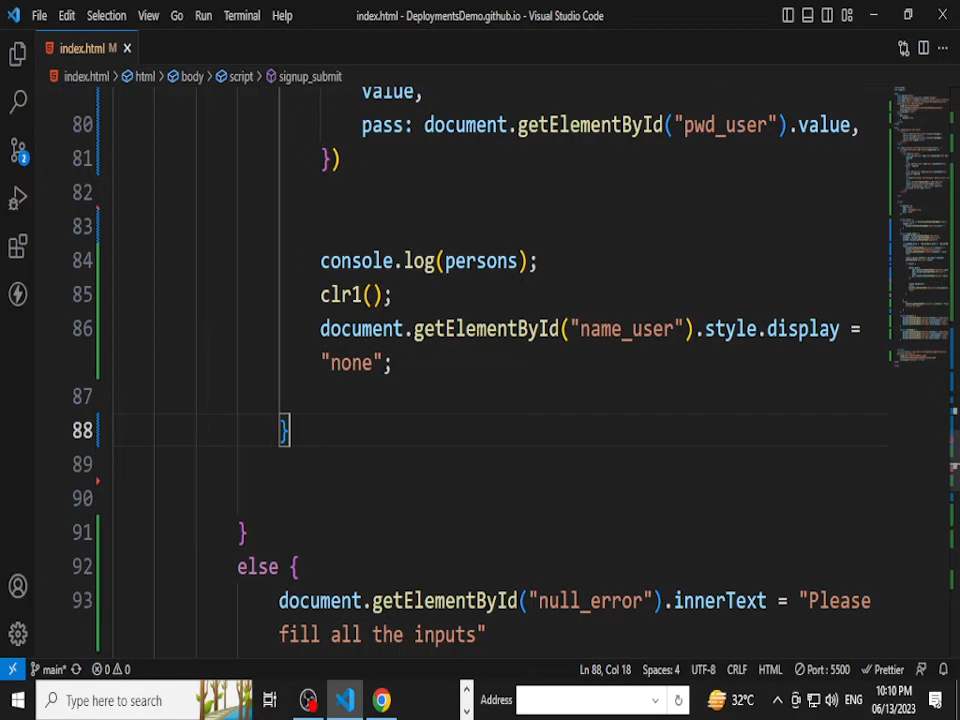 File Edit Selection View Go Run Terminal Help index.html - DeploymentsDemo.github.io - Visual Studio Code
index.html M
index.html > html > body > script > signup_submit
value,
80 pass: document.getElementById("pwd_user").value,
81 })
82
83
84 console.log(persons);
85 clr1();
86 document.getElementById("name_user").style.display =
"none";
87
88 }
89
90
91 }
92 else {
93 document.getElementById("null_error").innerText = "Please
fill all the inputs"
2
main* 0 0 Ln 88, Col 18 Spaces: 4 UTF-8 CRLF HTML Port : 5500 Prettier
Type here to search Address 32°C ENG 10:10 PM
06/13/2023